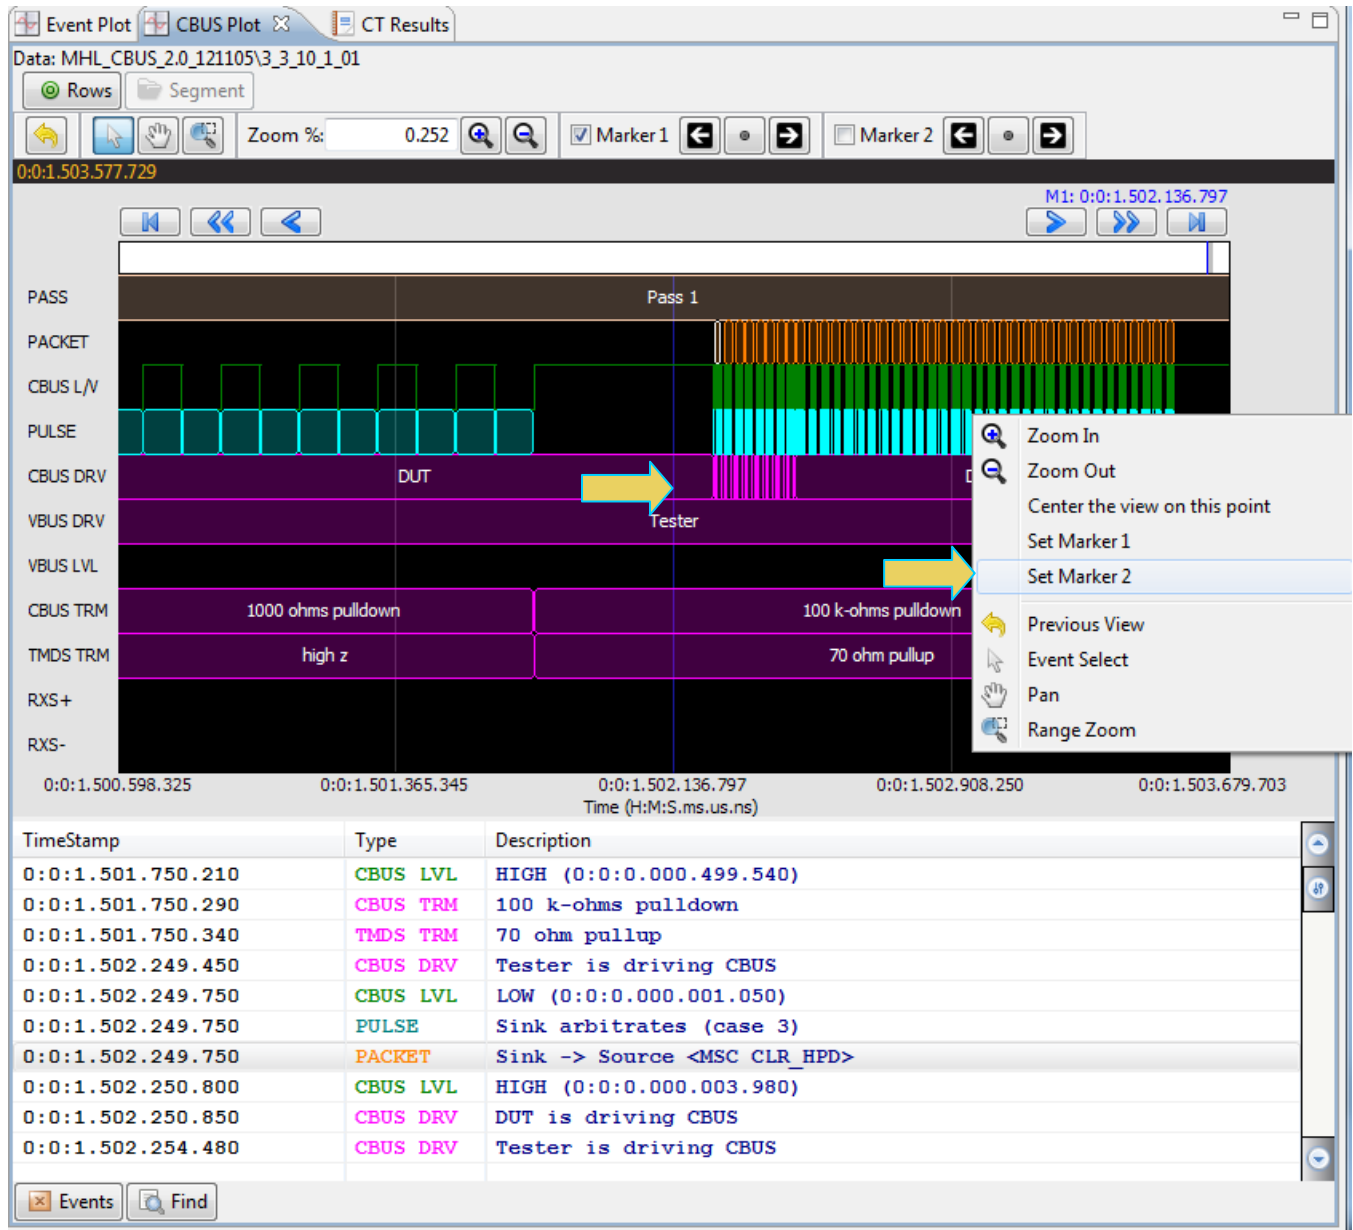 Event Plot CBUS Plot CT Results
Data: MHL_CBUS_2.0_121105\3_3_10_1_01
Rows Segment
Zoom %: 0.252 Marker 1 Marker 2
0:0:1.503.577.729
M1: 0:0:1.502.136.797
PASS Pass 1
PACKET
CBUS L/V
PULSE
CBUS DRV DUT D
VBUS DRV Tester
VBUS LVL
CBUS TRM 1000 ohms pulldown 100 k-ohms pulldown
TMDS TRM high z 70 ohm pullup
RXS+
RXS-
Zoom In
Zoom Out
Center the view on this point
Set Marker 1
Set Marker 2
Previous View
Event Select
Pan
Range Zoom
0:0:1.500.598.325 0:0:1.501.365.345 0:0:1.502.136.797 0:0:1.502.908.250 0:0:1.503.679.703
Time (H:M:S.ms.us.ns)
TimeStamp Type Description
0:0:1.501.750.210 CBUS LVL HIGH (0:0:0.000.499.540)
0:0:1.501.750.290 CBUS TRM 100 k-ohms pulldown
0:0:1.501.750.340 TMDS TRM 70 ohm pullup
0:0:1.502.249.450 CBUS DRV Tester is driving CBUS
0:0:1.502.249.750 CBUS LVL LOW (0:0:0.000.001.050)
0:0:1.502.249.750 PULSE Sink arbitrates (case 3)
0:0:1.502.249.750 PACKET Sink -> Source <MSC CLR_HPD>
0:0:1.502.250.800 CBUS LVL HIGH (0:0:0.000.003.980)
0:0:1.502.250.850 CBUS DRV DUT is driving CBUS
0:0:1.502.254.480 CBUS DRV Tester is driving CBUS
Events Find